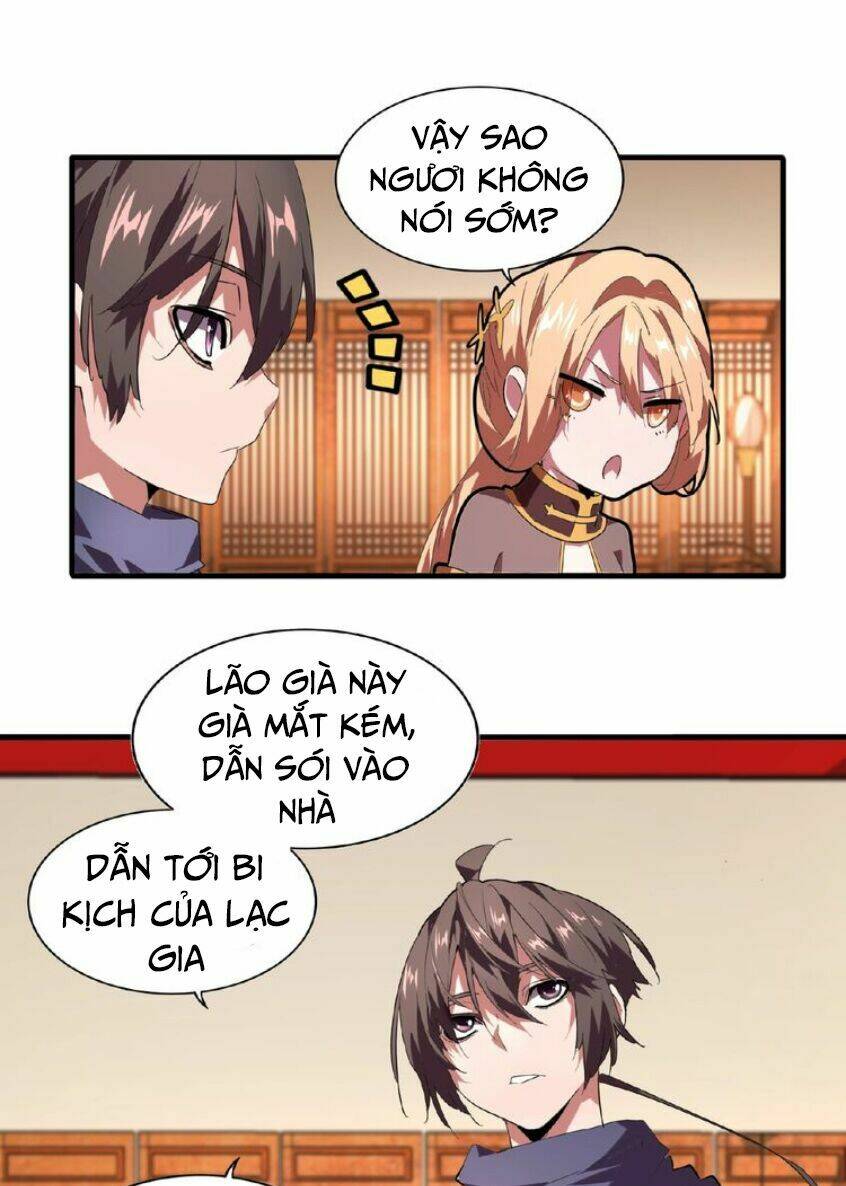 VẬY SAO
NGƯƠI KHÔNG
NÓI SỚM?
LÃO GIÀ NÀY
GIÀ MẮT KÉM,
DẪN SÓI VÀO
NHÀ
DẪN TỚI BI
KỊCH CỦA LẠC
GIA